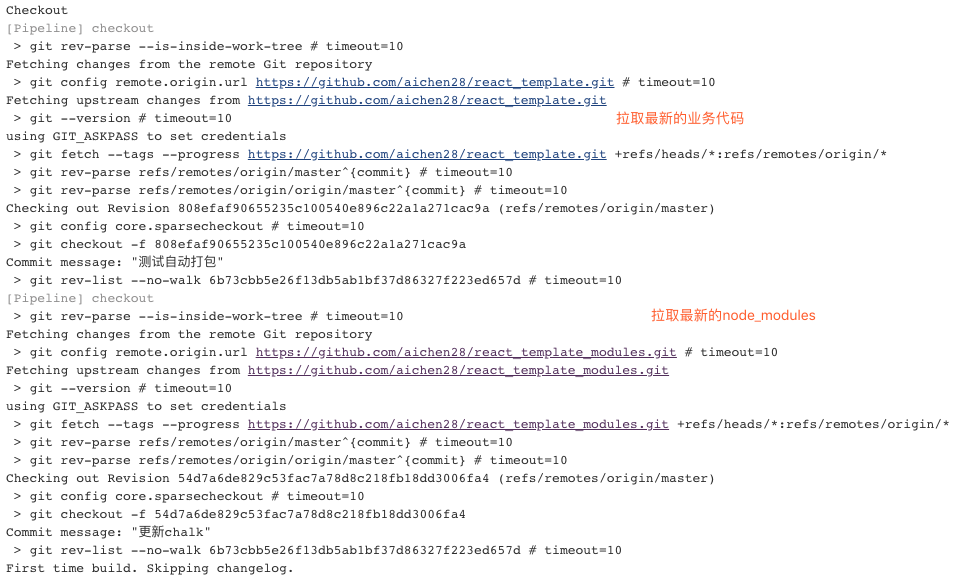 Checkout
[Pipeline] checkout
 > git rev-parse --is-inside-work-tree # timeout=10
Fetching changes from the remote Git repository
 > git config remote.origin.url https://github.com/aichen28/react_template.git # timeout=10
Fetching upstream changes from https://github.com/aichen28/react_template.git
 > git --version # timeout=10
拉取最新的业务代码
using GIT_ASKPASS to set credentials
 > git fetch --tags --progress https://github.com/aichen28/react_template.git +refs/heads/*:refs/remotes/origin/*
 > git rev-parse refs/remotes/origin/master^{commit} # timeout=10
 > git rev-parse refs/remotes/origin/origin/master^{commit} # timeout=10
Checking out Revision 808efaf90655235c100540e896c22a1a271cac9a (refs/remotes/origin/master)
 > git config core.sparsecheckout # timeout=10
 > git checkout -f 808efaf90655235c100540e896c22a1a271cac9a
Commit message: "测试自动打包"
 > git rev-list --no-walk 6b73cbb5e26f13db5ab1bf37d86327f223ed657d # timeout=10
[Pipeline] checkout
 > git rev-parse --is-inside-work-tree # timeout=10
拉取最新的node_modules
Fetching changes from the remote Git repository
 > git config remote.origin.url https://github.com/aichen28/react_template_modules.git # timeout=10
Fetching upstream changes from https://github.com/aichen28/react_template_modules.git
 > git --version # timeout=10
using GIT_ASKPASS to set credentials
 > git fetch --tags --progress https://github.com/aichen28/react_template_modules.git +refs/heads/*:refs/remotes/origin/*
 > git rev-parse refs/remotes/origin/master^{commit} # timeout=10
 > git rev-parse refs/remotes/origin/origin/master^{commit} # timeout=10
Checking out Revision 54d7a6de829c53fac7a78d8c218fb18dd3006fa4 (refs/remotes/origin/master)
 > git config core.sparsecheckout # timeout=10
 > git checkout -f 54d7a6de829c53fac7a78d8c218fb18dd3006fa4
Commit message: "更新chalk"
 > git rev-list --no-walk 6b73cbb5e26f13db5ab1bf37d86327f223ed657d # timeout=10
First time build. Skipping changelog.